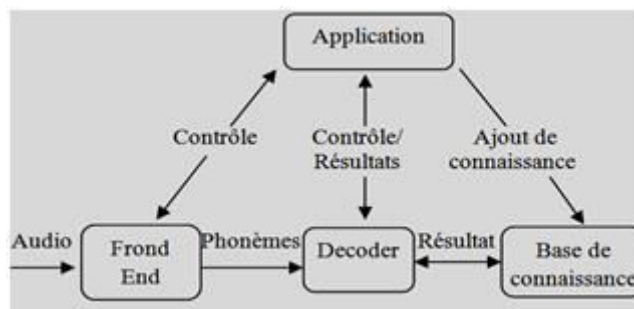 Application
Contrôle
Contrôle/
Résultats
Ajout de
connaissance
Audio
Frond
End
Phonèmes
Decoder
Résultat
Base de
connaissance